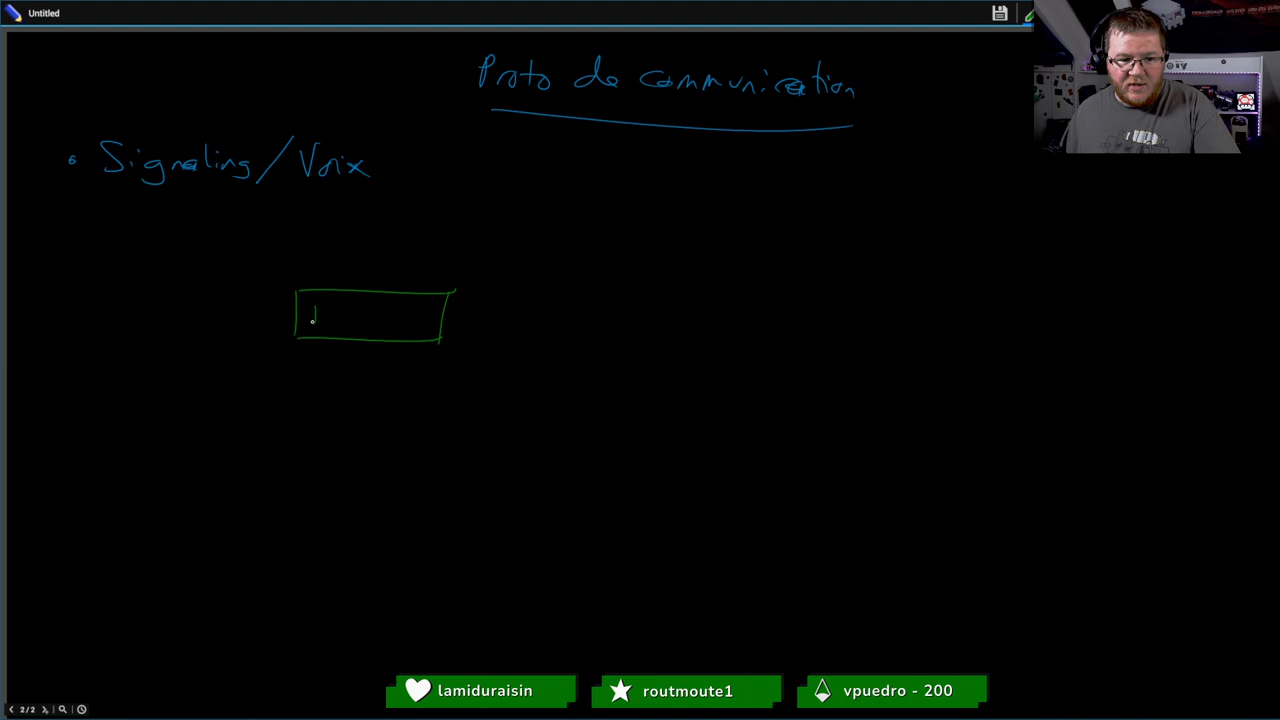 Untitled
Proto de communication
Signaling/Voix
2/2
lamiduraisin
routmoute1
vpuedro - 200